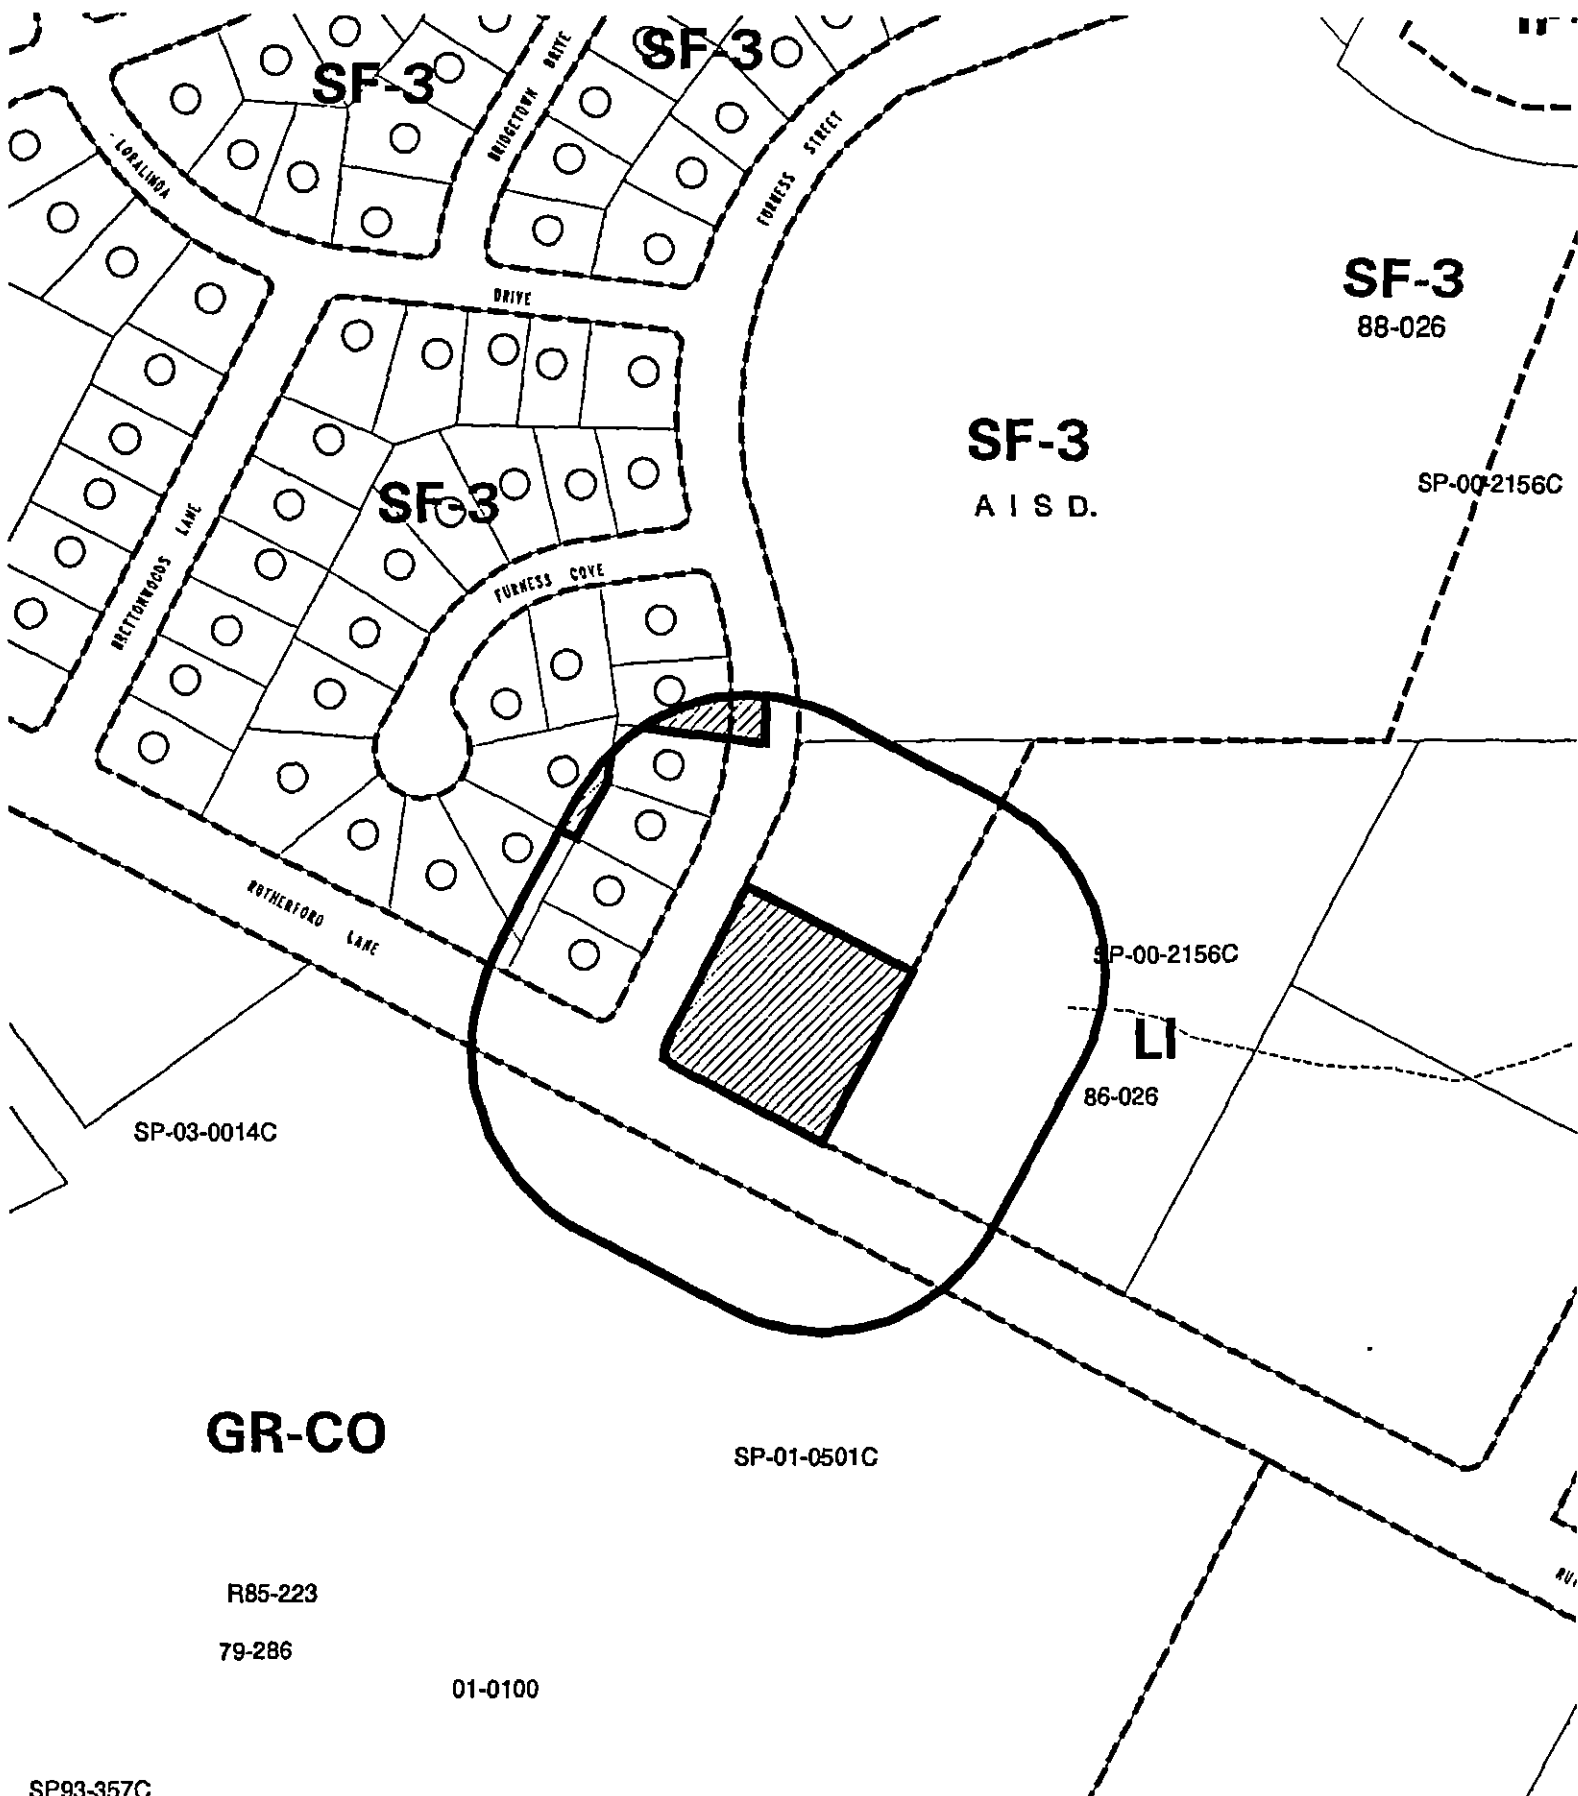 SF-3
SF-3
BRIDGETOWN DRIVE
LORALINDA
FURNESS STREET
DRIVE
SF-3
88-026
SF-3
A I S D.
SP-00-2156C
SF-3
BRETTONWOODS LANE
FURNESS COVE
ROTHERFORD LANE
SP-00-2156C
LI
86-026
SP-03-0014C
GR-CO
SP-01-0501C
R85-223
79-286
01-0100
SP93-357C